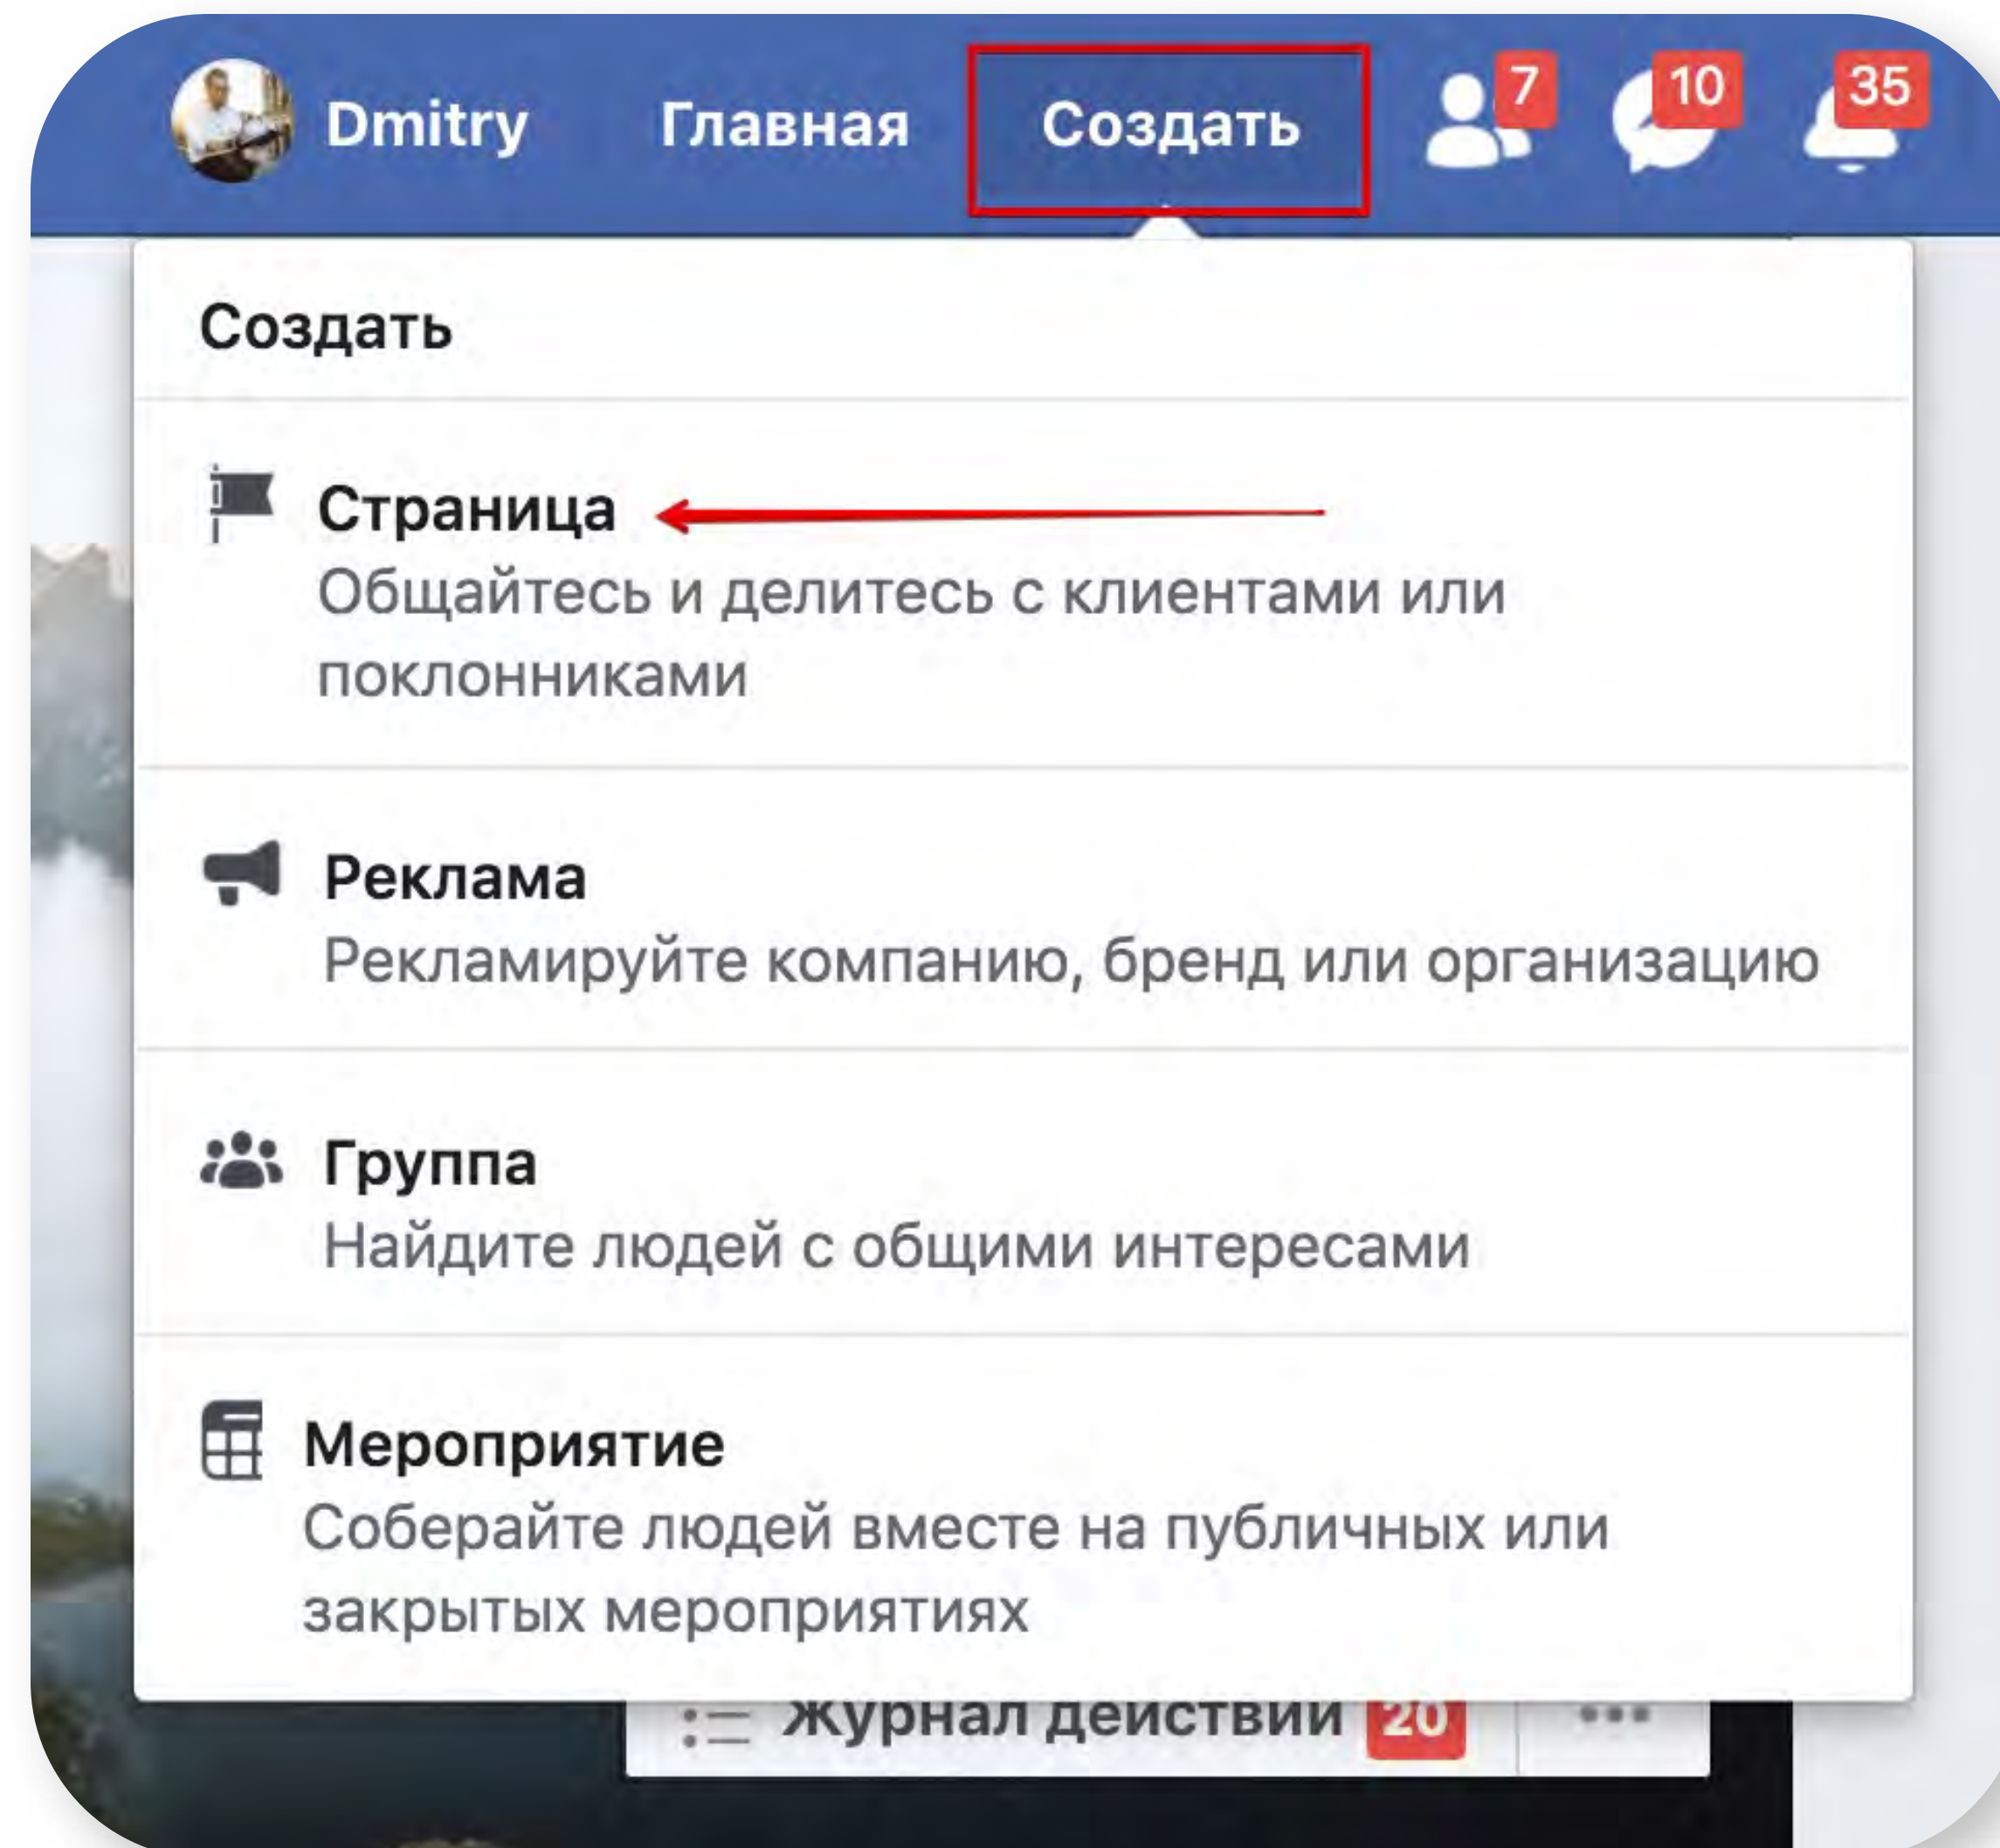 Dmitry Главная Создать 7 10 35
Создать
Страница
Общайтесь и делитесь с клиентами или
поклонниками
Реклама
Рекламируйте компанию, бренд или организацию
Группа
Найдите людей с общими интересами
Мероприятие
Соберайте людей вместе на публичных или
закрытых мероприятиях
Журнал действий 20